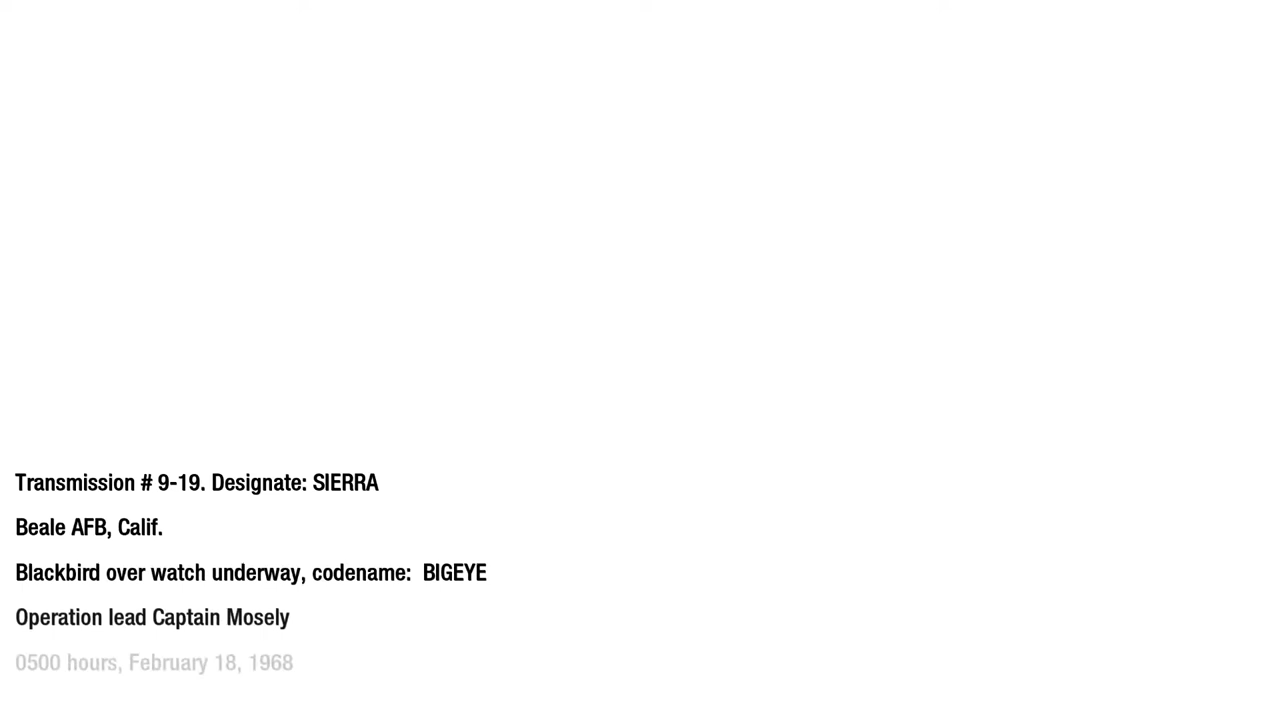 Transmission # 9-19. Designate: SIERRA
Beale AFB, Calif.
Blackbird over watch underway, codename:  BIGEYE
Operation lead Captain Mosely
0500 hours, February 18, 1968